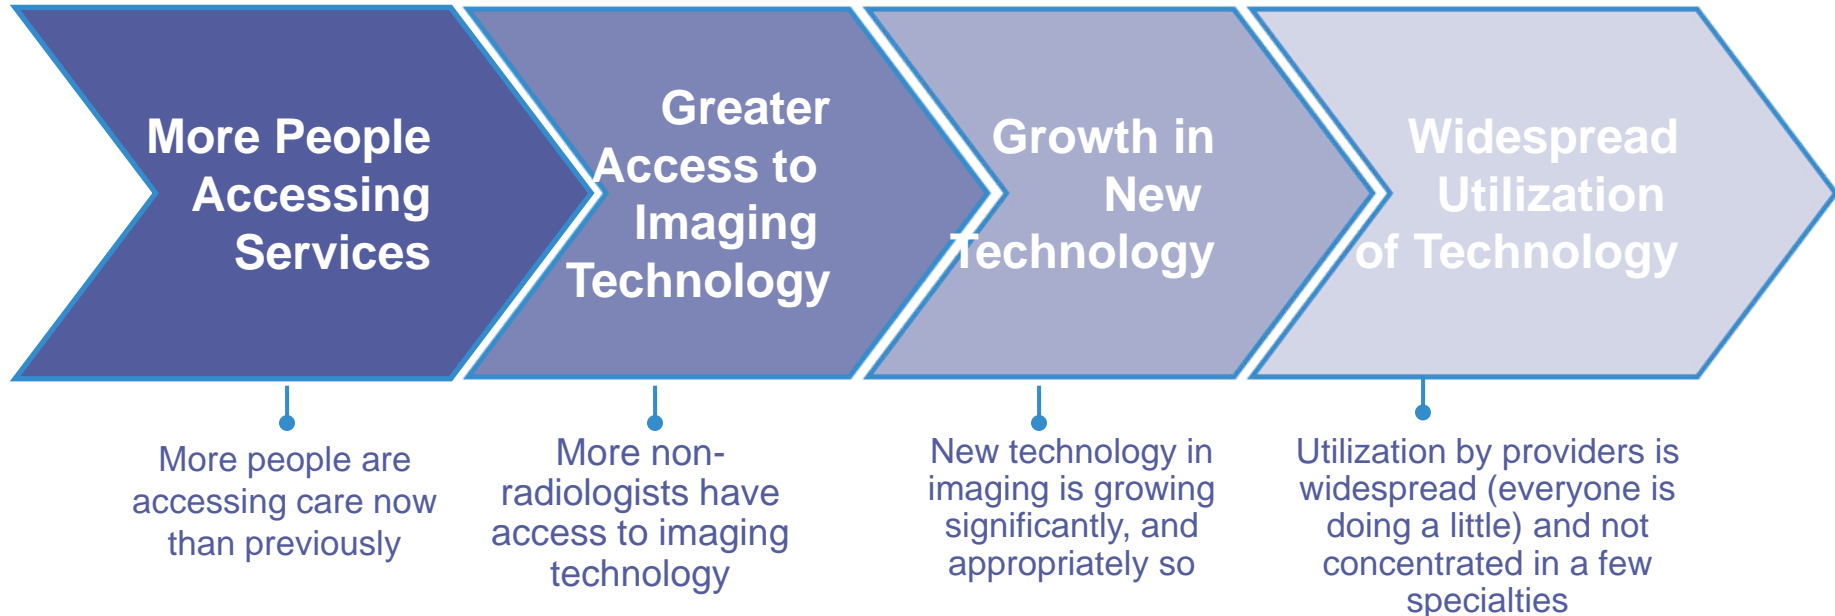 More People
Accessing
Services
Greater
Access to
Imaging
Technology
Growth in
New
Technology
Widespread
Utilization
of Technology
More people are
accessing care now
than previously
More non-
radiologists have
access to imaging
technology
New technology in
imaging is growing
significantly, and
appropriately so
Utilization by providers is
widespread (everyone is
doing a little) and not
concentrated in a few
specialties